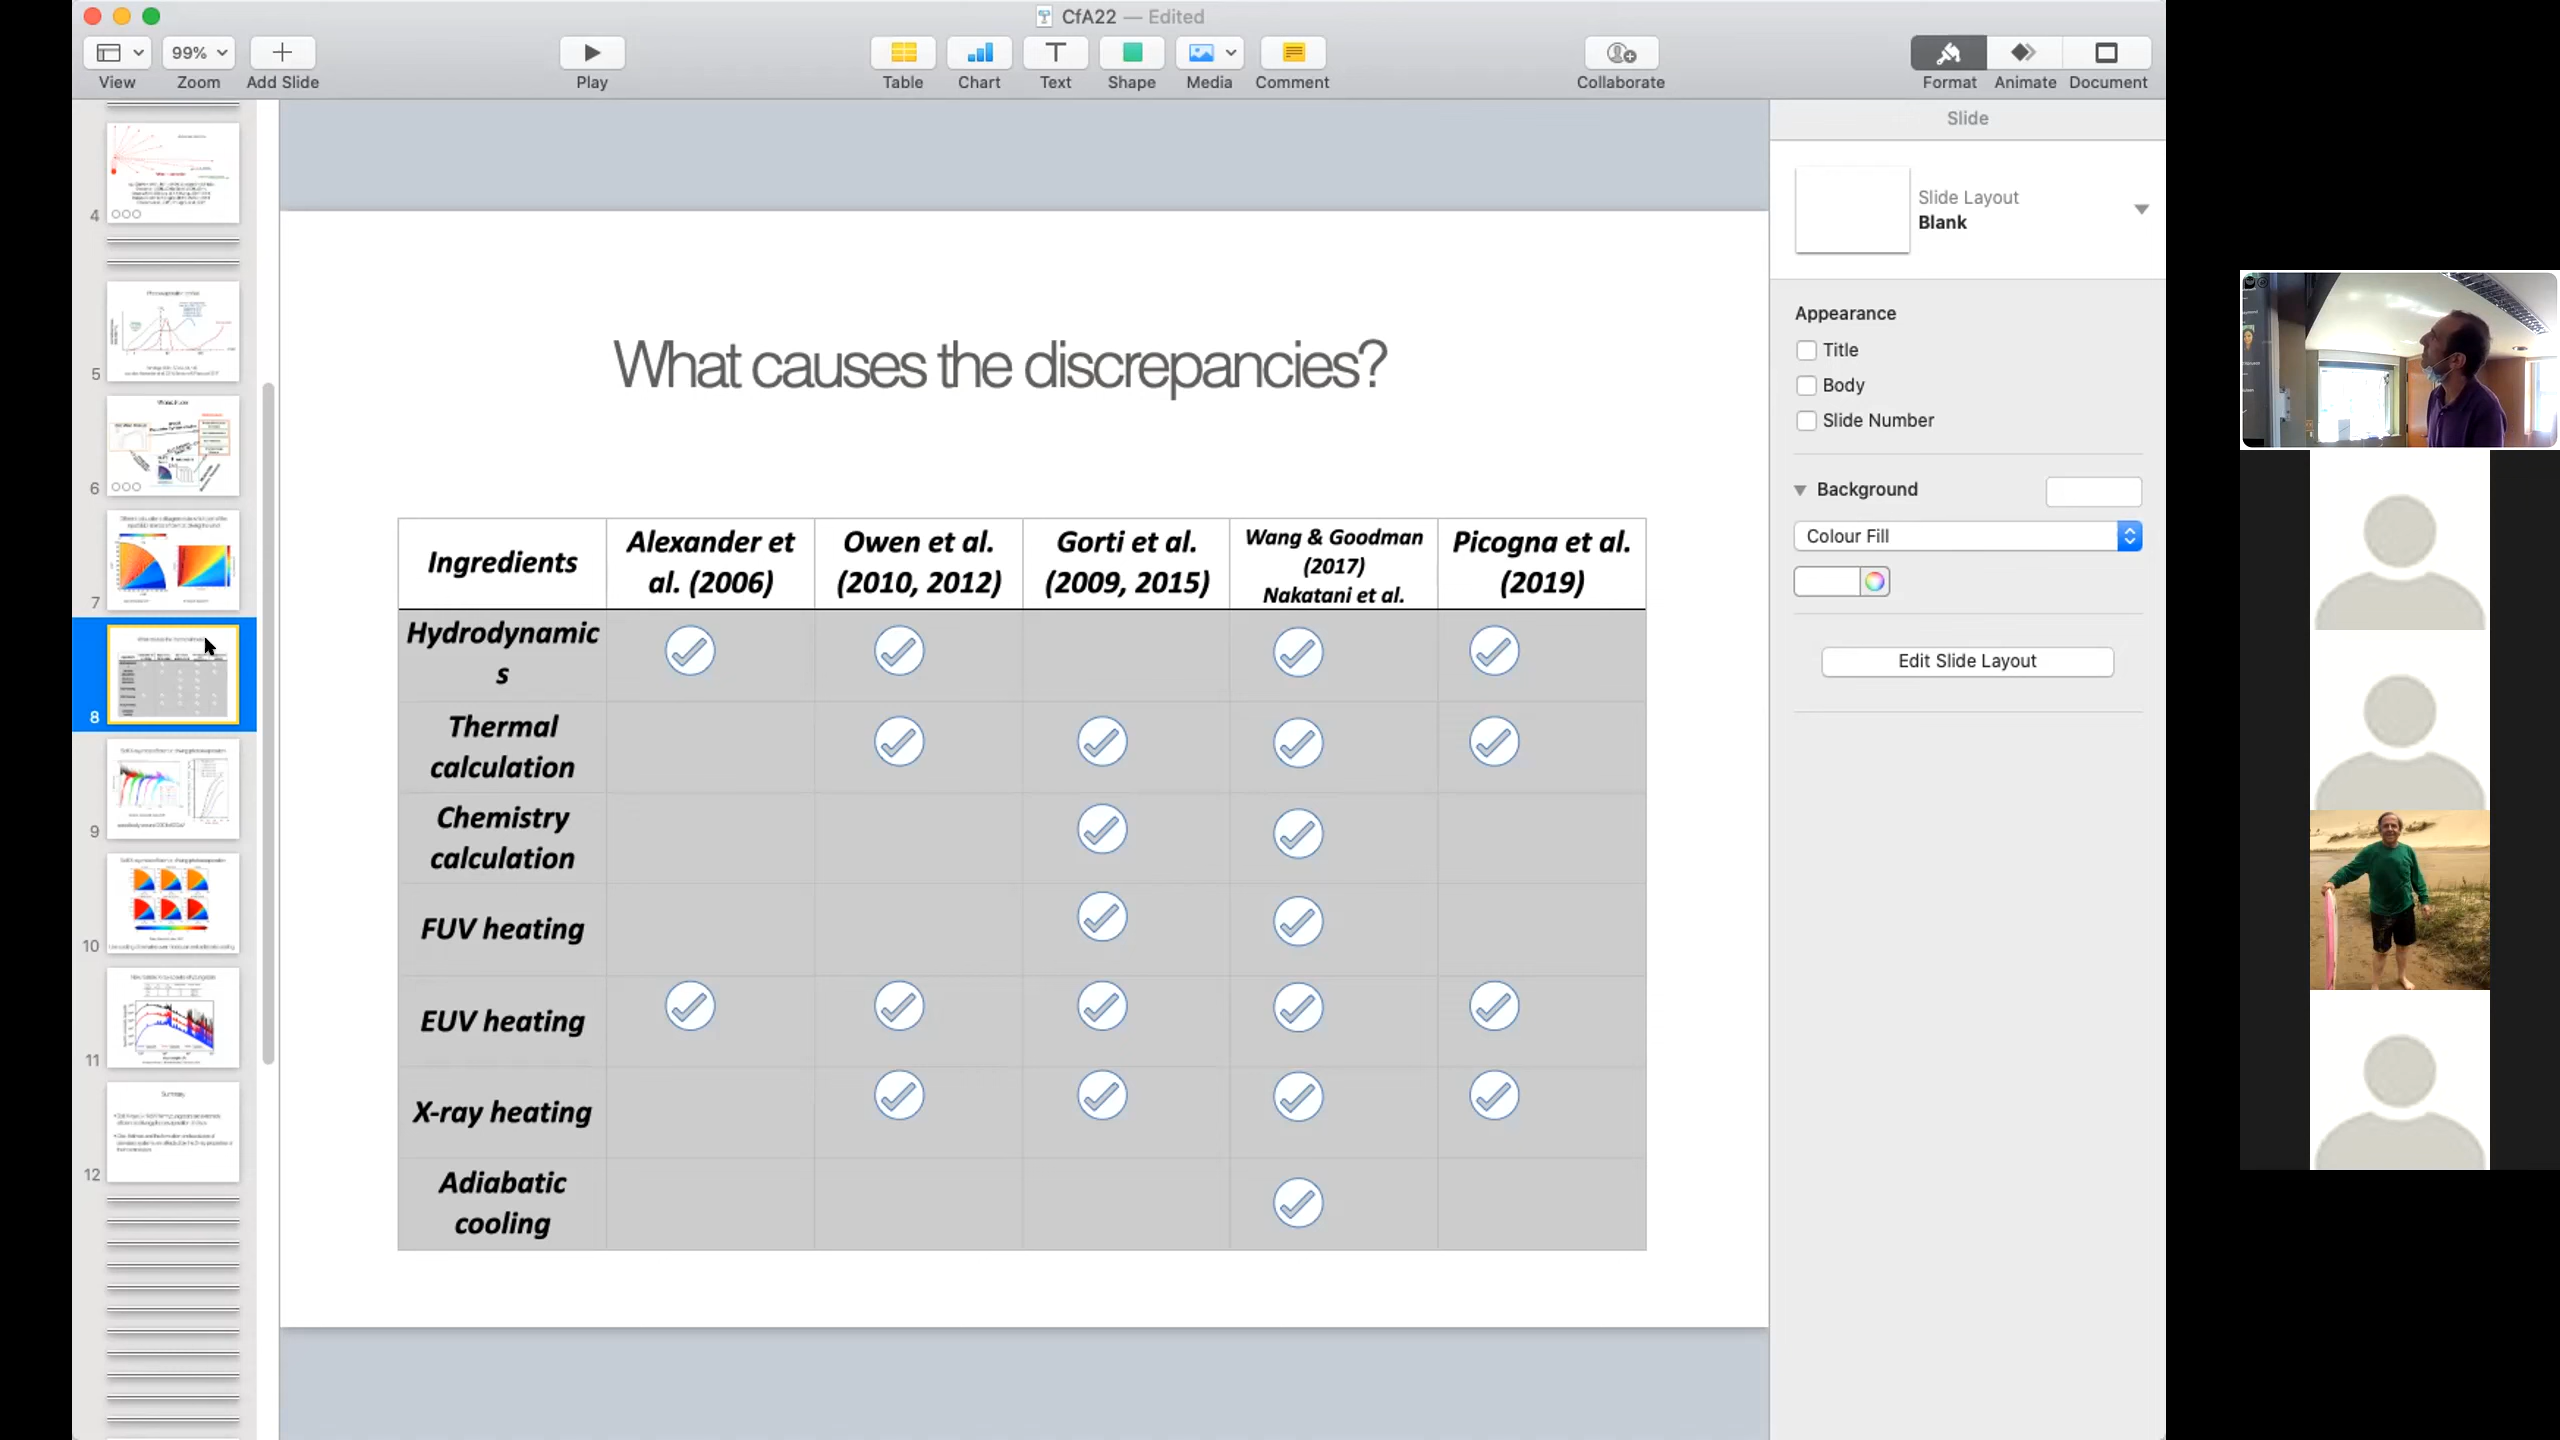 CfA22 — Edited
99%
View
Zoom
Add Slide
Play
Table
Chart
Text
Shape
Media
Comment
Collaborate
Format
Animate
Document
4
5
6
7
8
9
10
11
Summary
12
What causes the discrepancies?
Ingredients
Alexander et
al. (2006)
Owen et al.
(2010, 2012)
Gorti et al.
(2009, 2015)
Wang & Goodman
(2017)
Nakatani et al.
Picogna et al.
(2019)
Hydrodynamic
s
Thermal
calculation
Chemistry
calculation
FUV heating
EUV heating
X-ray heating
Adiabatic
cooling
Slide
Slide Layout
Blank
Appearance
Title
Body
Slide Number
Background
Colour Fill
Edit Slide Layout